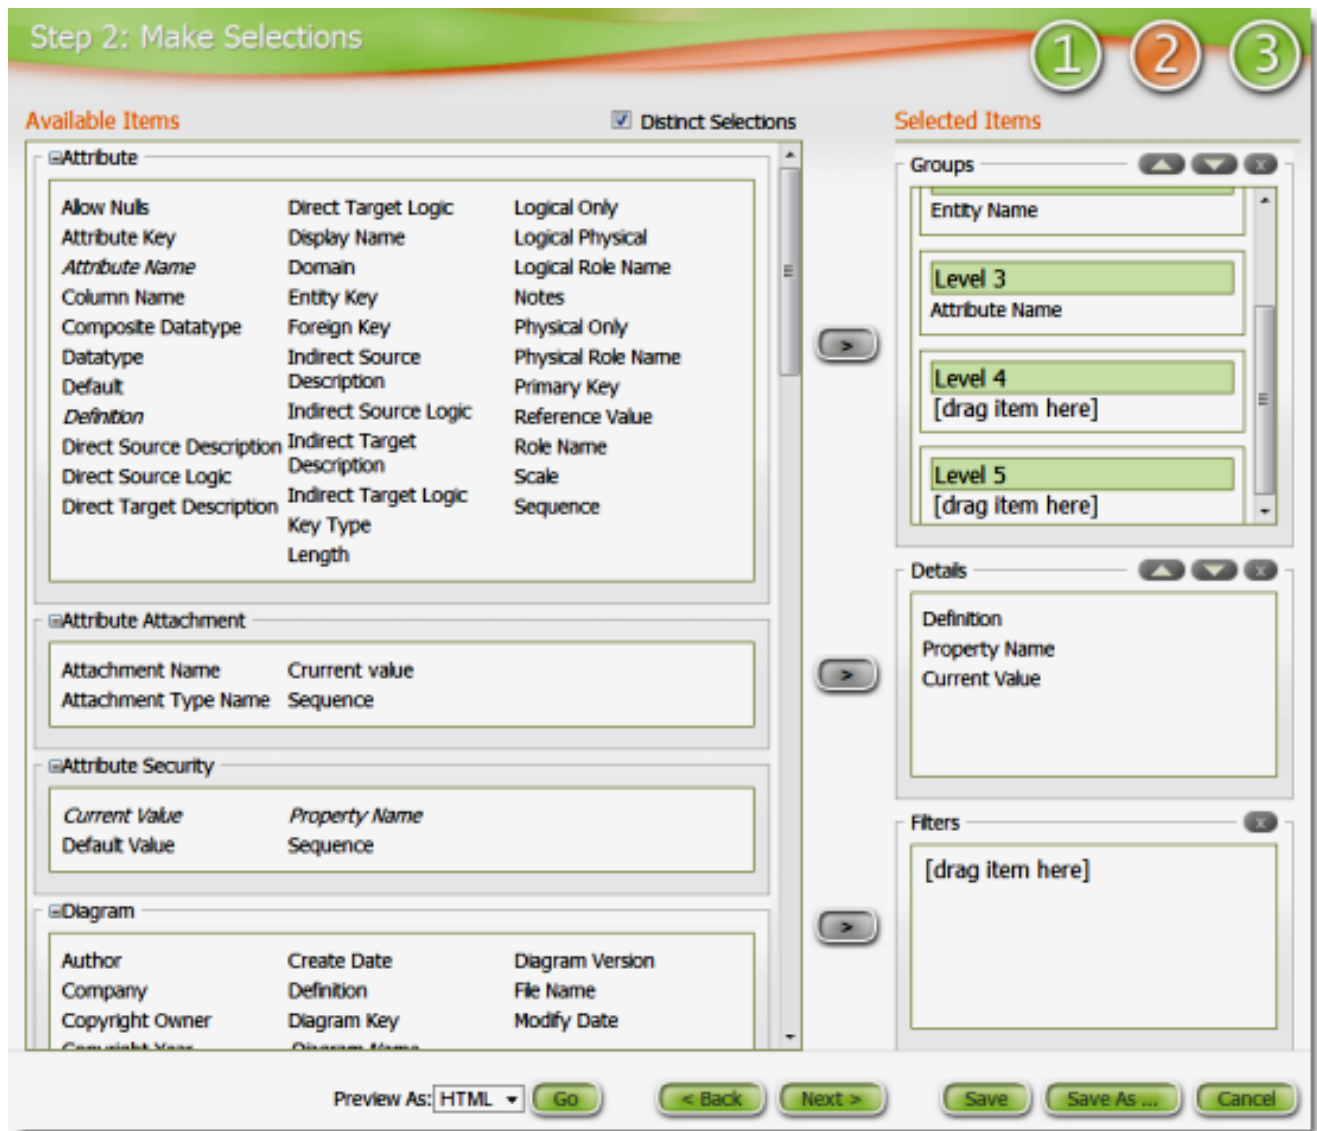 Step 2: Make Selections
1 2 3
Available Items
Distinct Selections
Selected Items
Attribute
Allow Nulls
Attribute Key
Attribute Name
Column Name
Composite Datatype
Datatype
Default
Definition
Direct Source Description
Direct Source Logic
Direct Target Description
Direct Target Logic
Display Name
Domain
Entity Key
Foreign Key
Indirect Source
Description
Indirect Source Logic
Indirect Target
Description
Indirect Target Logic
Key Type
Length
Logical Only
Logical Physical
Logical Role Name
Notes
Physical Only
Physical Role Name
Primary Key
Reference Value
Role Name
Scale
Sequence
Attribute Attachment
Attachment Name
Attachment Type Name
Crurrent value
Sequence
Attribute Security
Current Value
Default Value
Property Name
Sequence
Diagram
Author
Company
Copyright Owner
Copyright Year
Create Date
Definition
Diagram Key
Diagram Name
Diagram Version
File Name
Modify Date
>
>
>
Groups
x
Entity Name
Level 3
Attribute Name
Level 4
[drag item here]
Level 5
[drag item here]
Details
x
Definition
Property Name
Current Value
Filters
x
[drag item here]
Preview As: HTML
Go
< Back
Next >
Save
Save As ...
Cancel